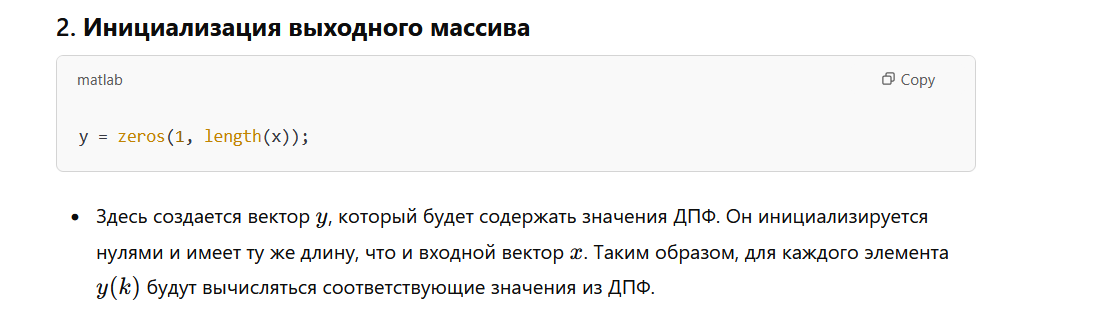 2. Инициализация выходного массива
matlab
Copy
y = zeros(1, length(x));
• Здесь создается вектор y, который будет содержать значения ДПФ. Он инициализируется
нулями и имеет ту же длину, что и входной вектор x. Таким образом, для каждого элемента
y(k) будут вычисляться соответствующие значения из ДПФ.